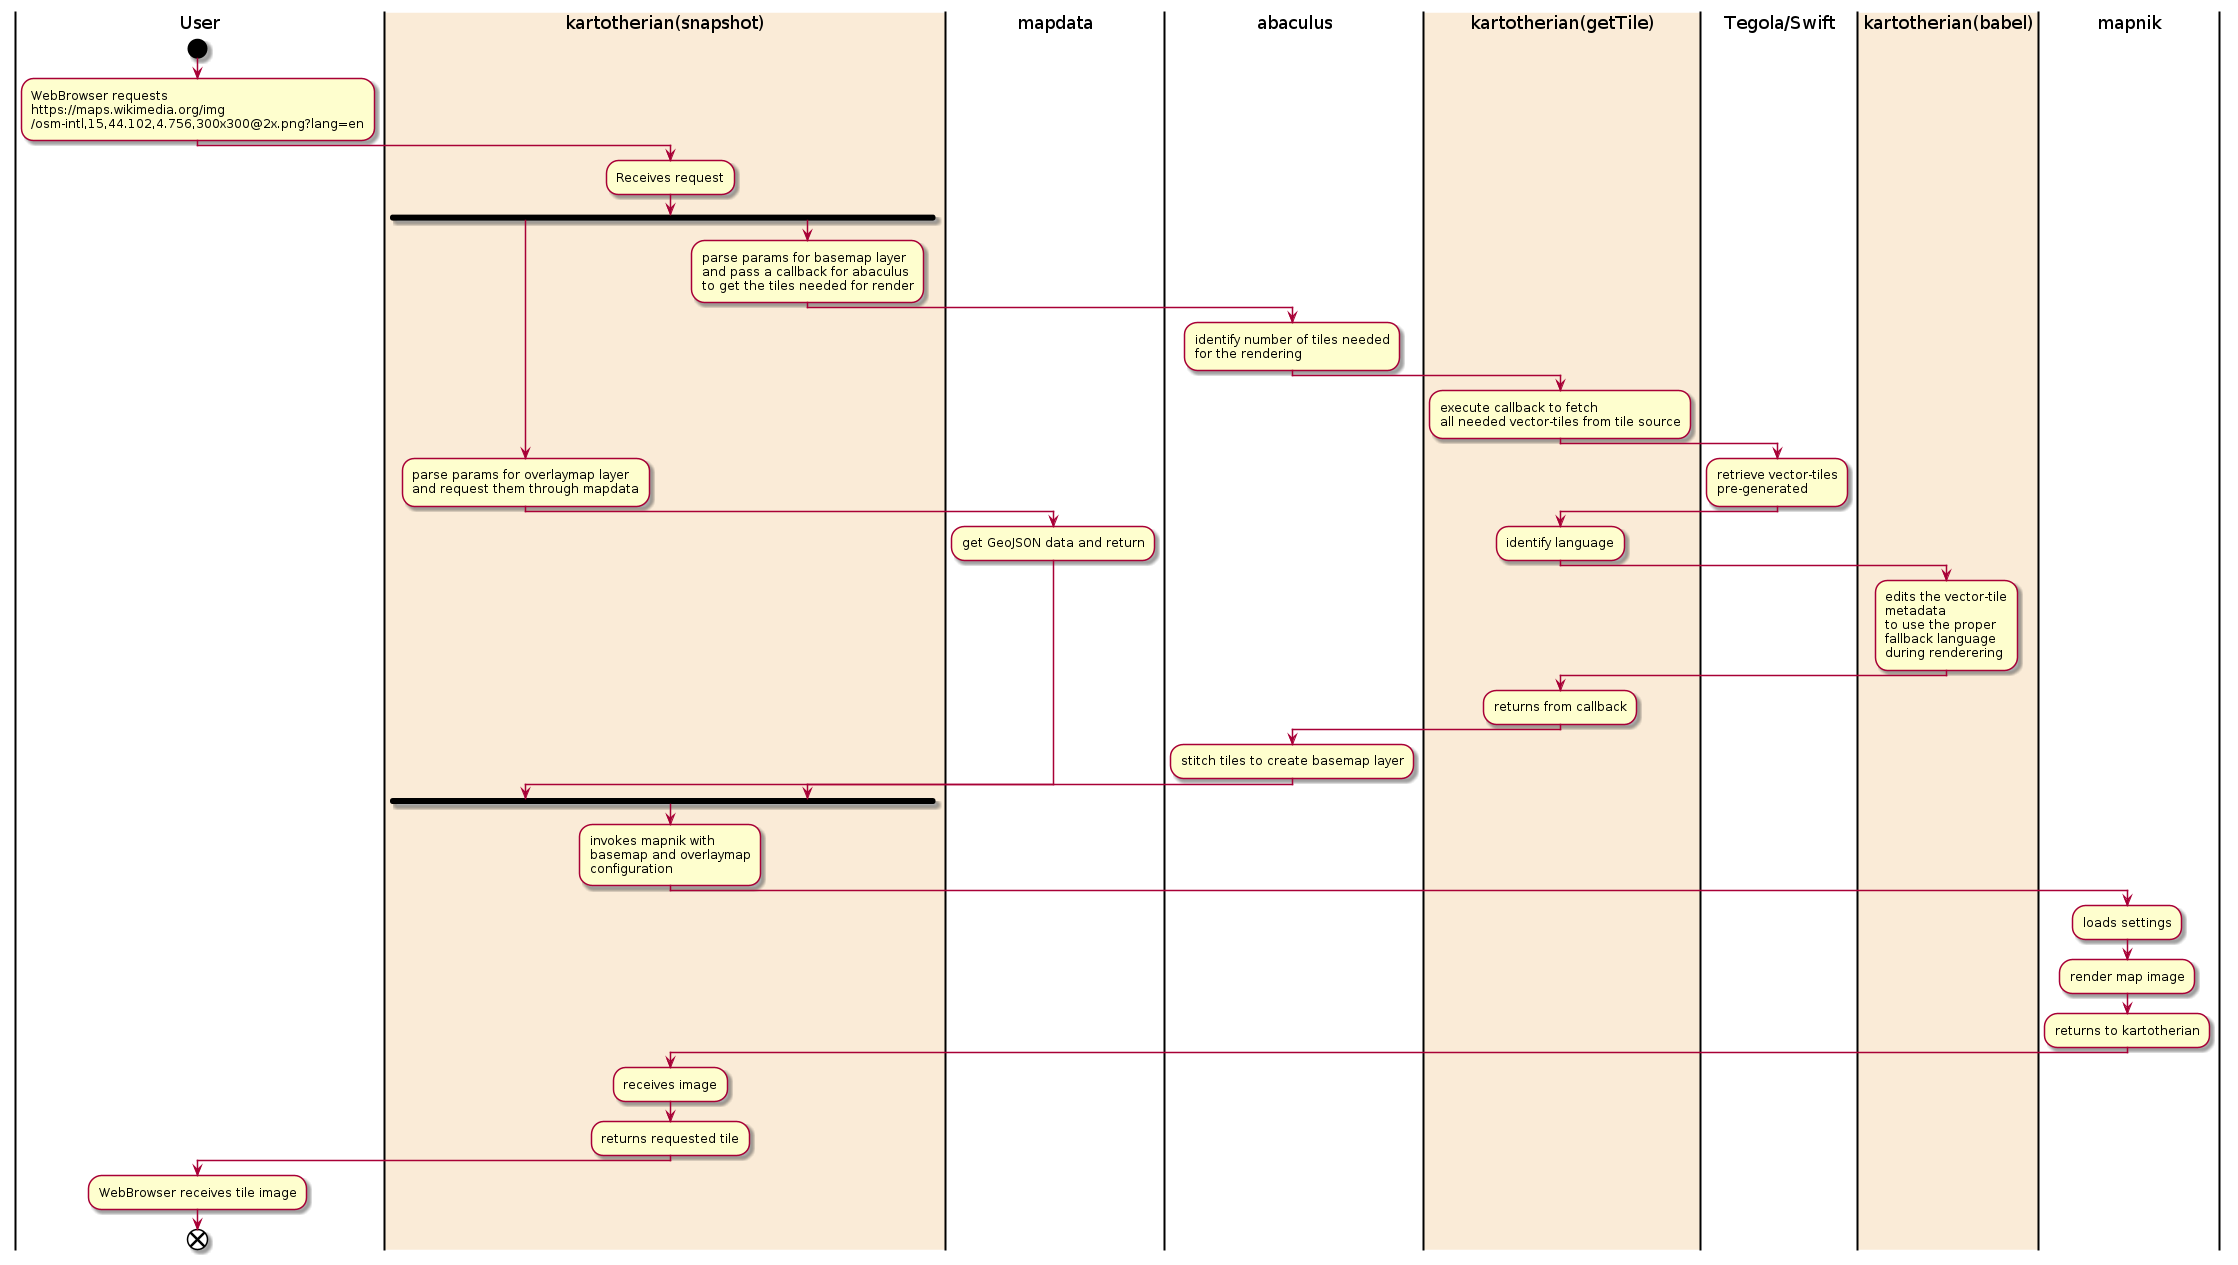 User
kartotherian(snapshot)
mapdata
abaculus
kartotherian(getTile)
Tegola/Swift
kartotherian(babel)
mapnik
WebBrowser requests
https://maps.wikimedia.org/img
/osm-intl,15,44.102,4.756,300x300@2x.png?lang=en
Receives request
parse params for basemap layer
and pass a callback for abaculus
to get the tiles needed for render
identify number of tiles needed
for the rendering
execute callback to fetch
all needed vector-tiles from tile source
parse params for overlaymap layer
and request them through mapdata
retrieve vector-tiles
pre-generated
get GeoJSON data and return
identify language
edits the vector-tile
metadata
to use the proper
fallback language
during renderering
returns from callback
stitch tiles to create basemap layer
invokes mapnik with
basemap and overlaymap
configuration
loads settings
render map image
returns to kartotherian
receives image
returns requested tile
WebBrowser receives tile image